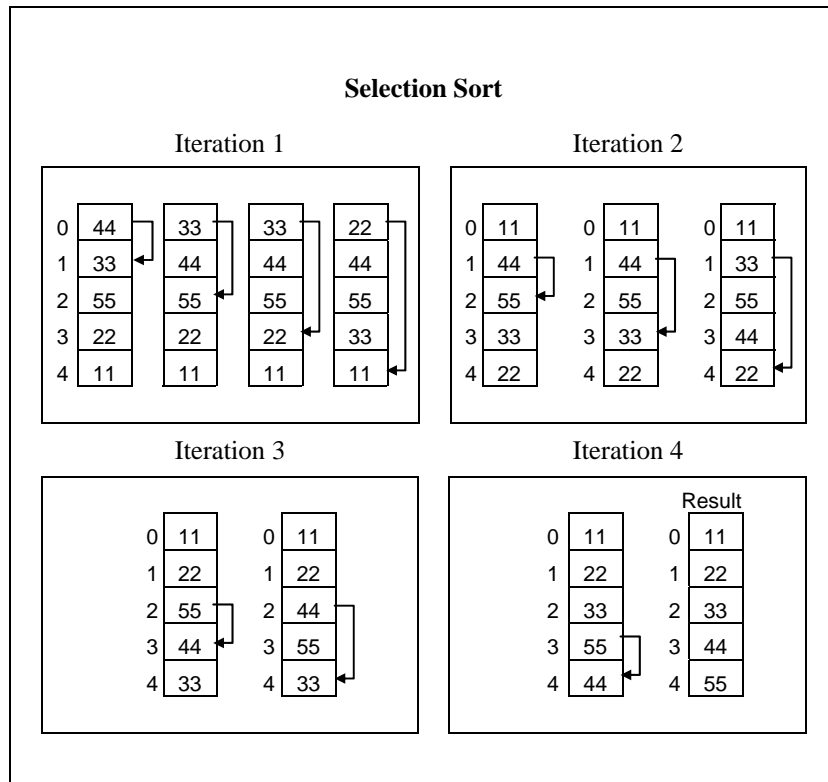 Selection Sort
Iteration 1
Iteration 2
0 44 33 33 22
1 33 44 44 44
2 55 55 55 55
3 22 22 22 33
4 11 11 11 11
0 11 0 11 0 11
1 44 1 44 1 33
2 55 2 55 2 55
3 33 3 33 3 44
4 22 4 22 4 22
Iteration 3
Iteration 4
0 11 0 11
1 22 1 22
2 55 2 44
3 44 3 55
4 33 4 33
Result
0 11 0 11
1 22 1 22
2 33 2 33
3 55 3 44
4 44 4 55